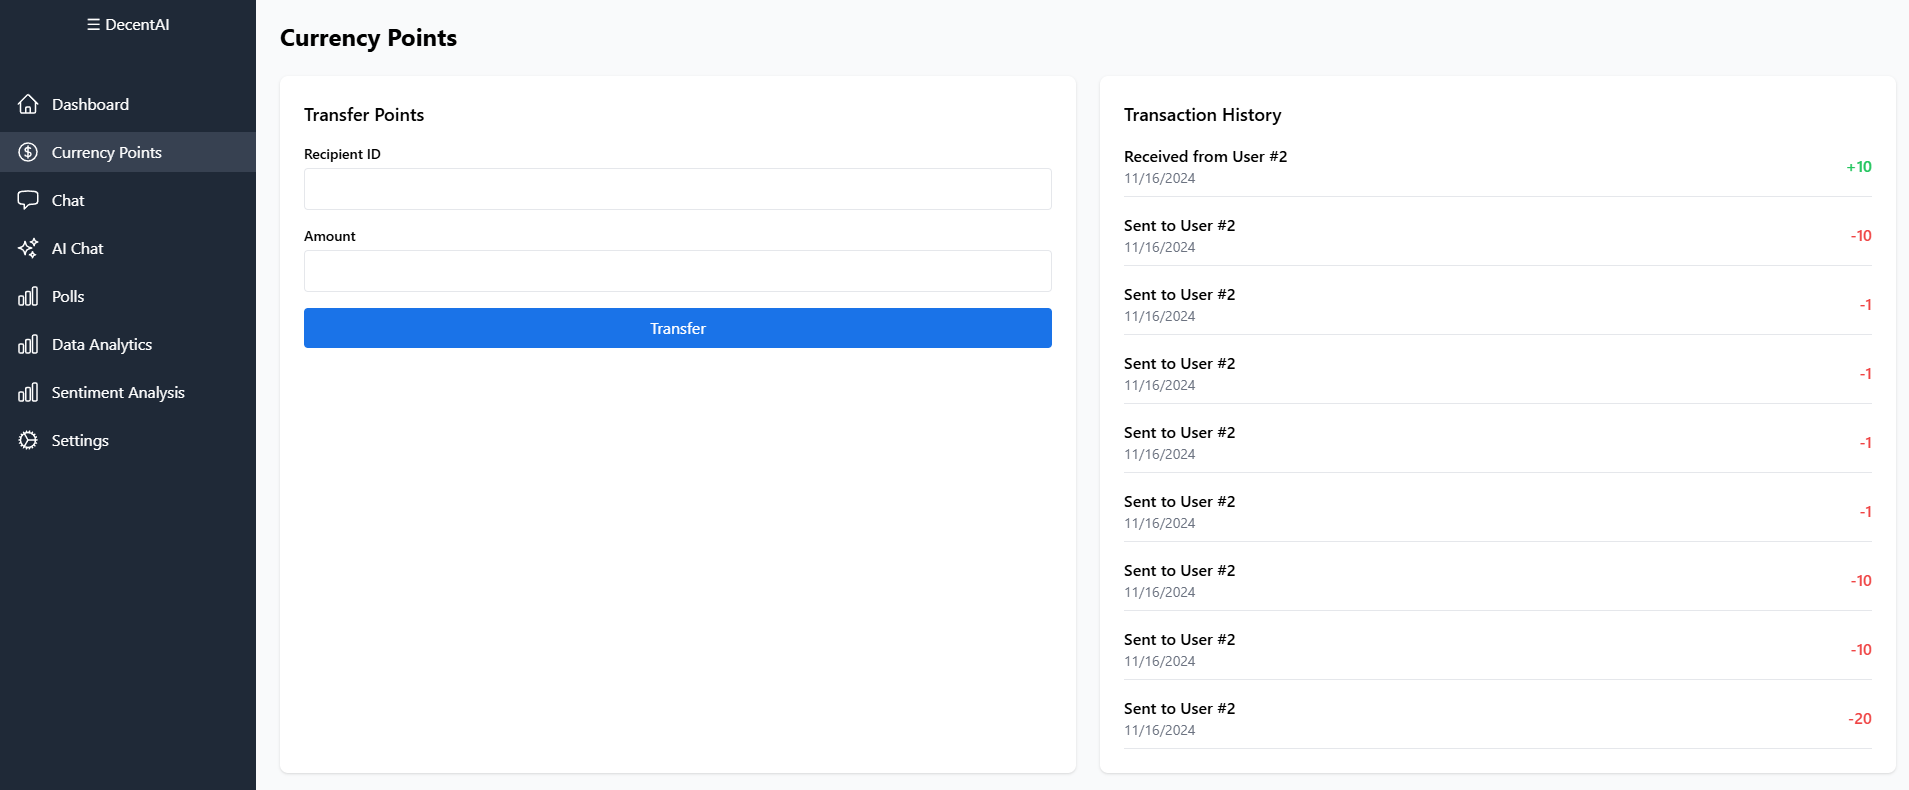 ☰ DecentAI
Dashboard
Currency Points
Chat
AI Chat
Polls
Data Analytics
Sentiment Analysis
Settings
Currency Points
Transfer Points
Recipient ID
Amount
Transfer
Transaction History
Received from User #2
11/16/2024
+10
Sent to User #2
11/16/2024
-10
Sent to User #2
11/16/2024
-1
Sent to User #2
11/16/2024
-1
Sent to User #2
11/16/2024
-1
Sent to User #2
11/16/2024
-1
Sent to User #2
11/16/2024
-10
Sent to User #2
11/16/2024
-10
Sent to User #2
11/16/2024
-20